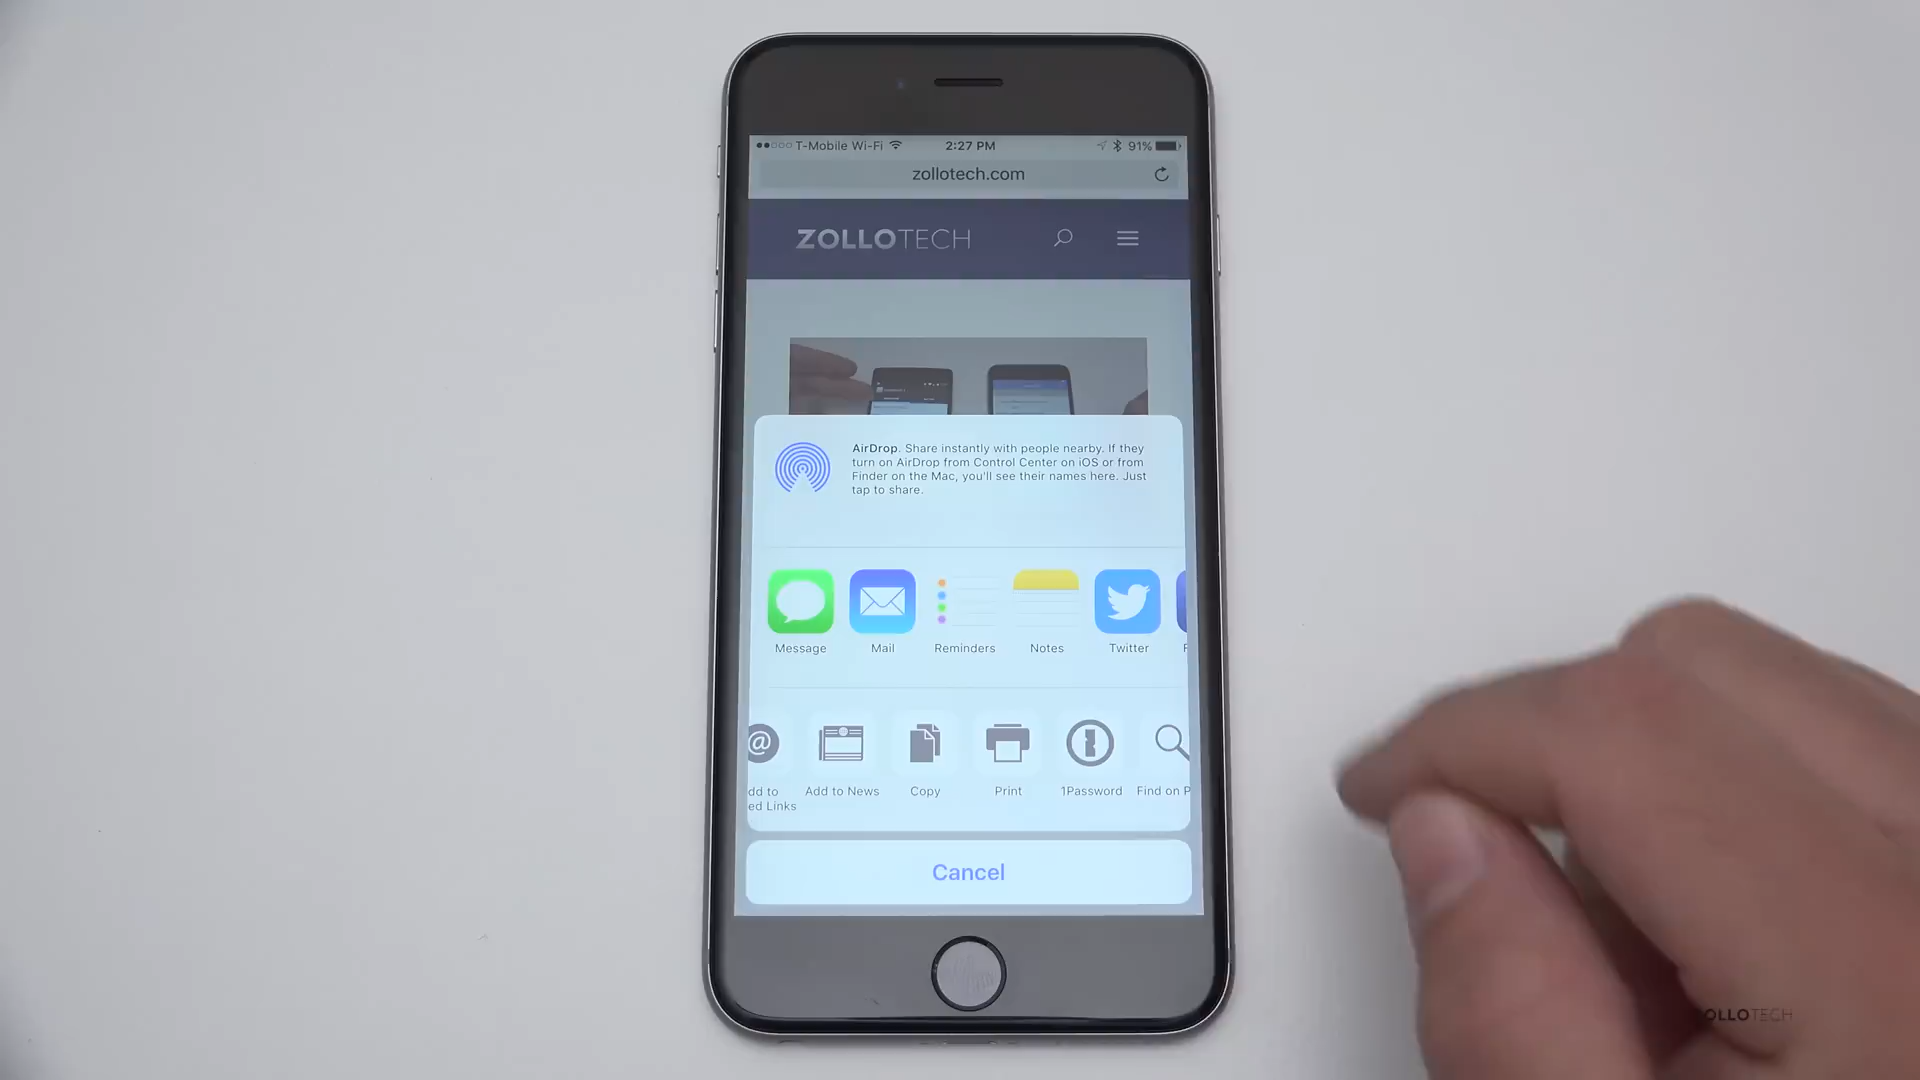 T-Mobile Wi-Fi 2:27 PM 91%
zollotech.com
ZOLLOTECH
AirDrop. Share instantly with people nearby. If they
turn on AirDrop from Control Center on iOS or from
Finder on the Mac, you'll see their names here. Just
tap to share.
Message Mail Reminders Notes Twitter F
@
dd to Add to News Copy Print 1Password Find on P
ed Links
Cancel
OLLOTECH